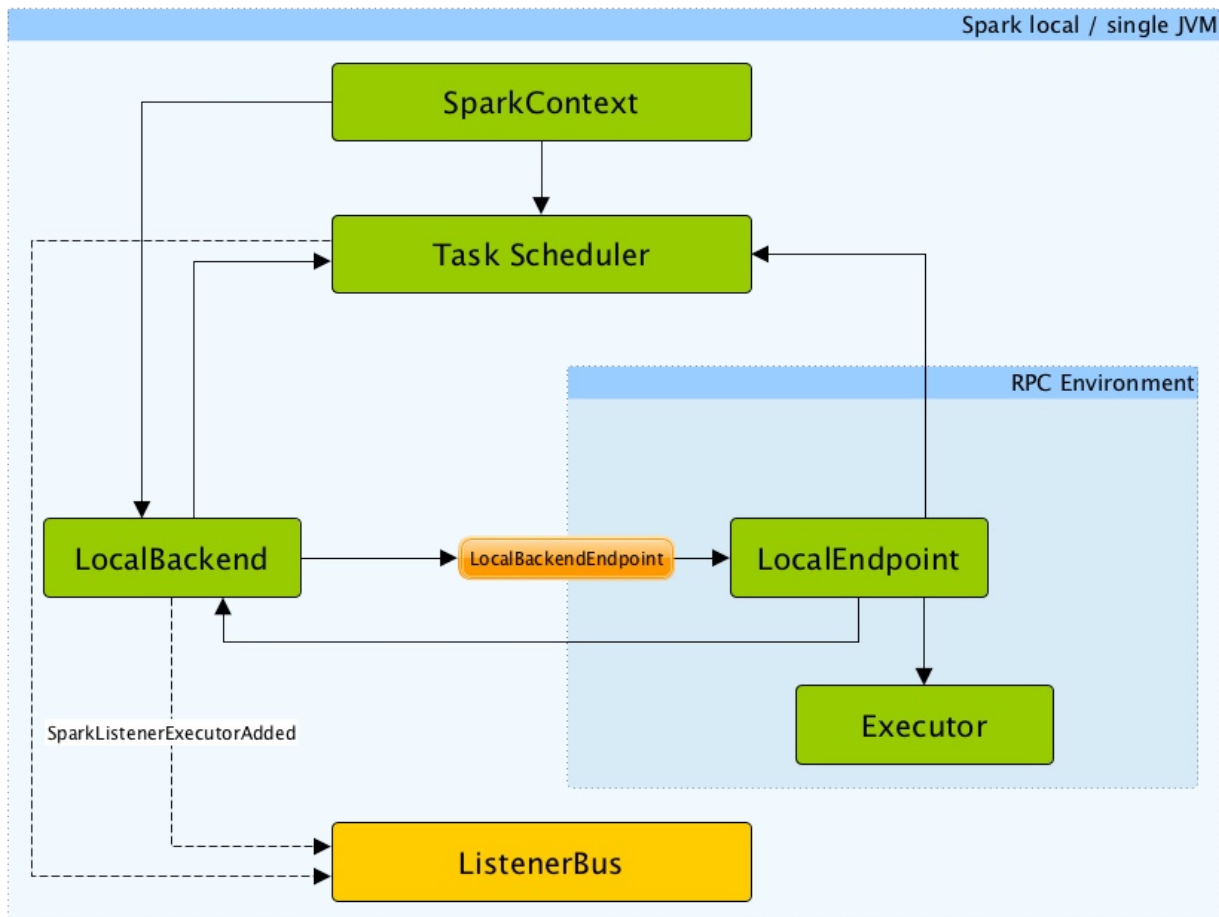 Spark local / single JVM
SparkContext
Task Scheduler
RPC Environment
LocalBackend
LocalBackendEndpoint
LocalEndpoint
SparkListenerExecutorAdded
Executor
ListenerBus